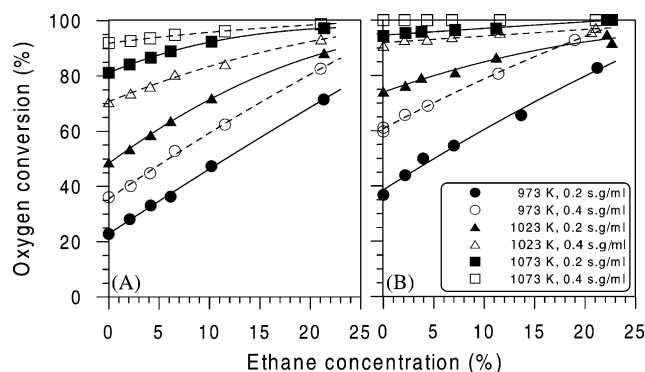 100
80
60
40
20
0
Oxygen conversion (%)
(A)
(B)
973 K, 0.2 s.g/ml
973 K, 0.4 s.g/ml
1023 K, 0.2 s.g/ml
1023 K, 0.4 s.g/ml
1073 K, 0.2 s.g/ml
1073 K, 0.4 s.g/ml
0 5 10 15 20 25 0 5 10 15 20 25
Ethane concentration (%)